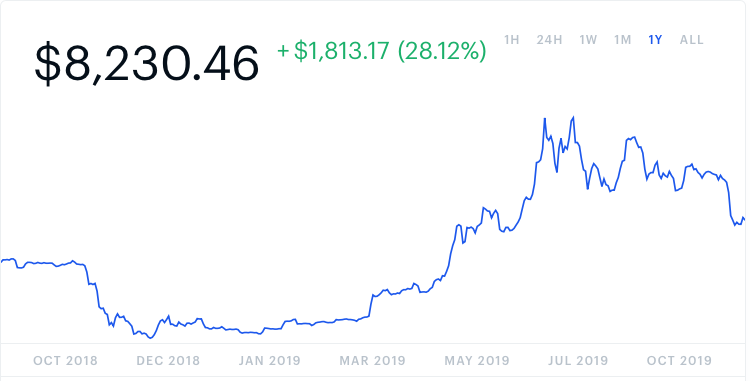 $8,230.46 + $1,813.17 (28.12%) 1H 24H 1W 1M 1Y ALL
OCT 2018 DEC 2018 JAN 2019 MAR 2019 MAY 2019 JUL 2019 OCT 2019